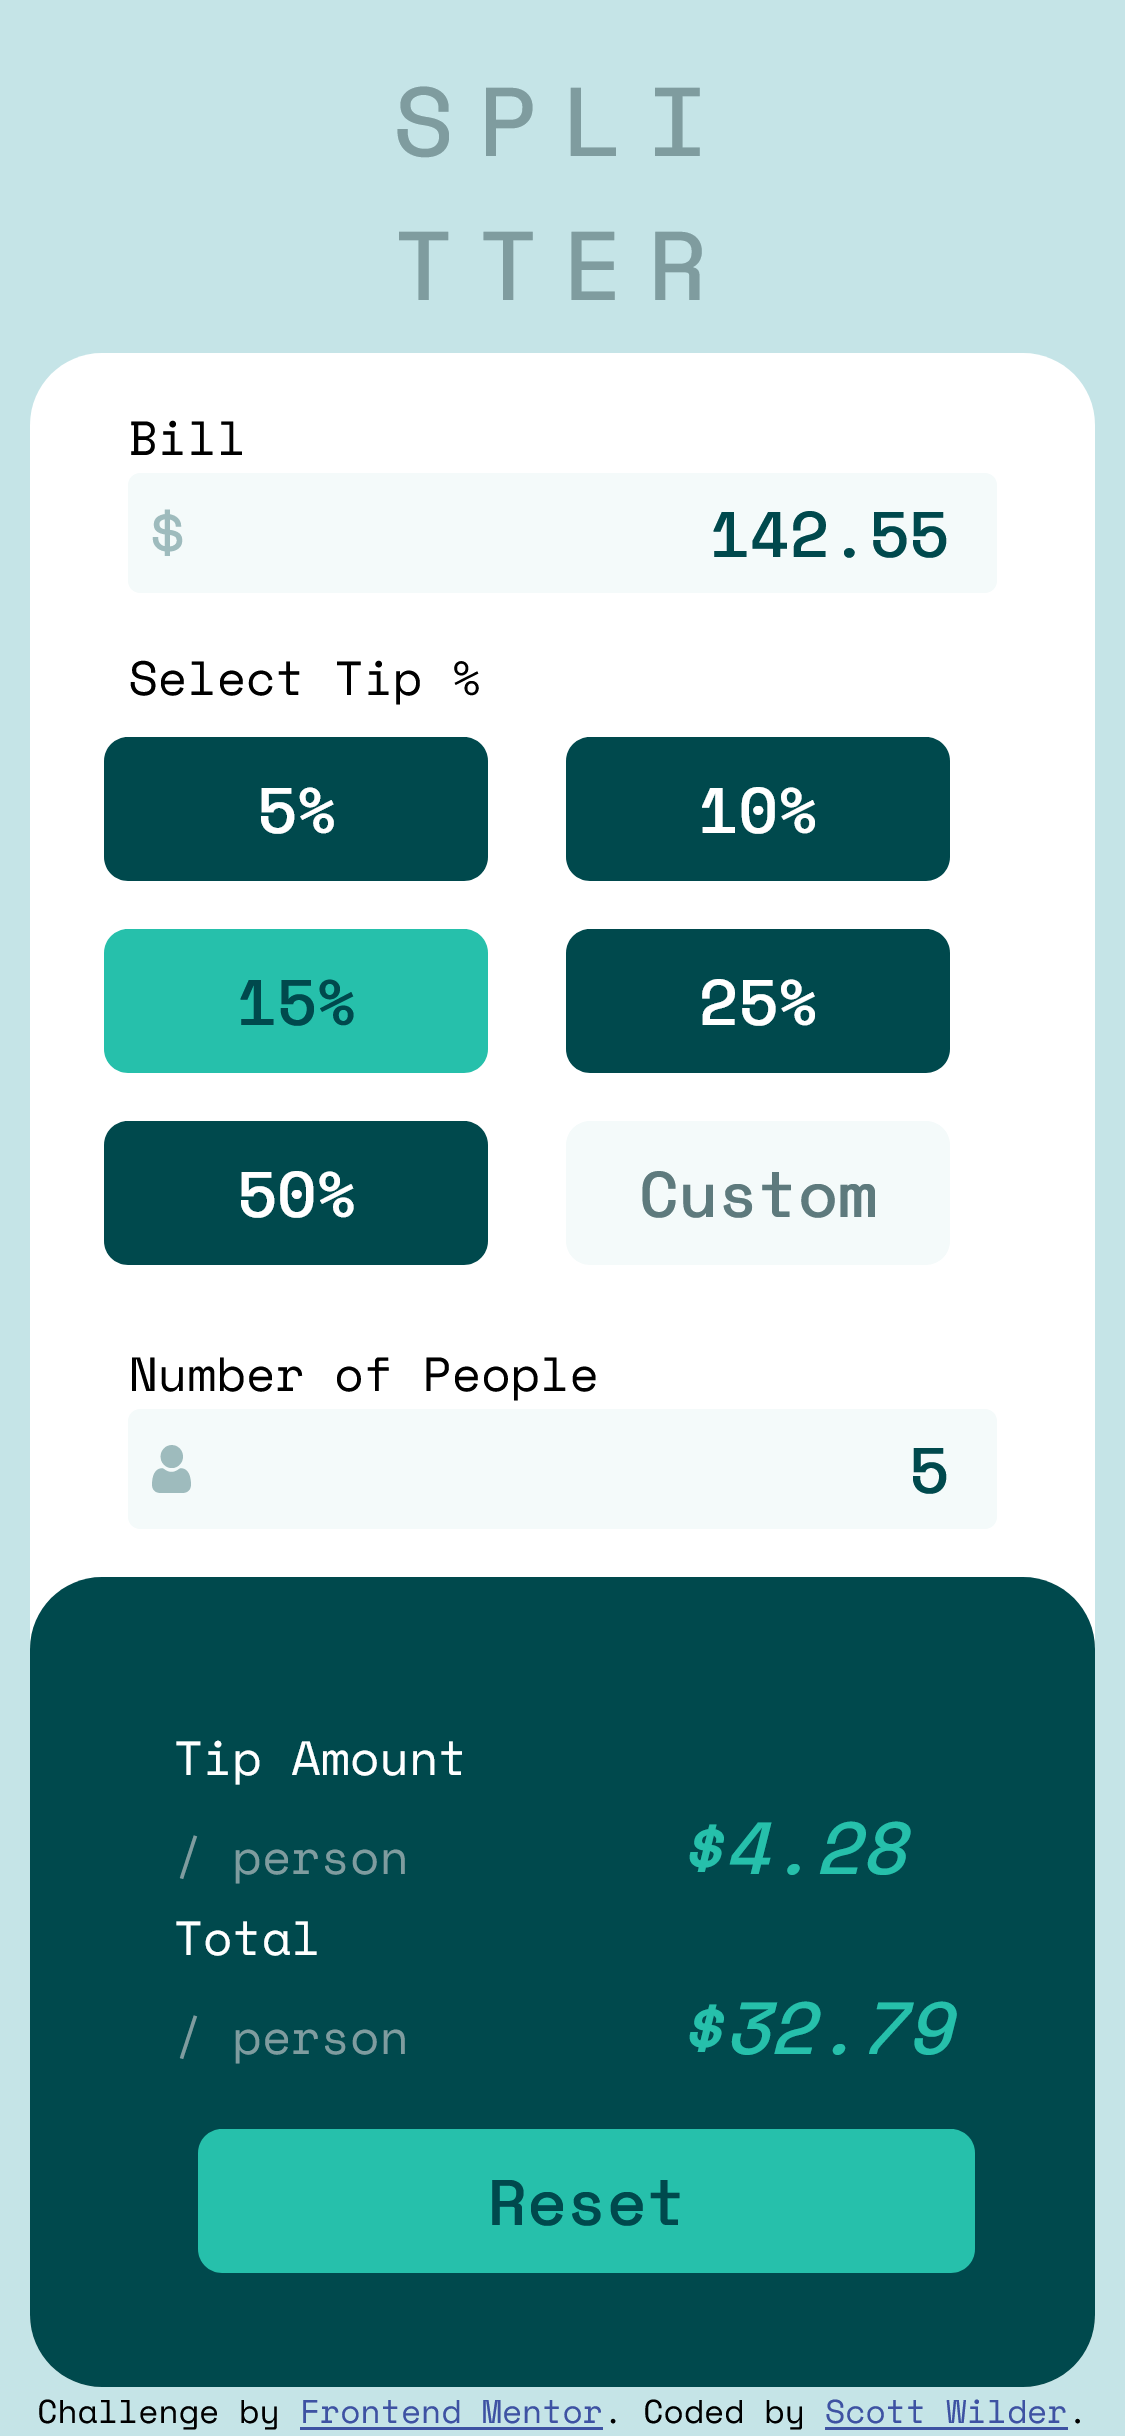 SPLI
TTER
Bill
$ 142.55
Select Tip %
5% 10%
15% 25%
50% Custom
Number of People
5
Tip Amount
/ person $4.28
Total
/ person $32.79
Reset
Challenge by Frontend Mentor. Coded by Scott Wilder.